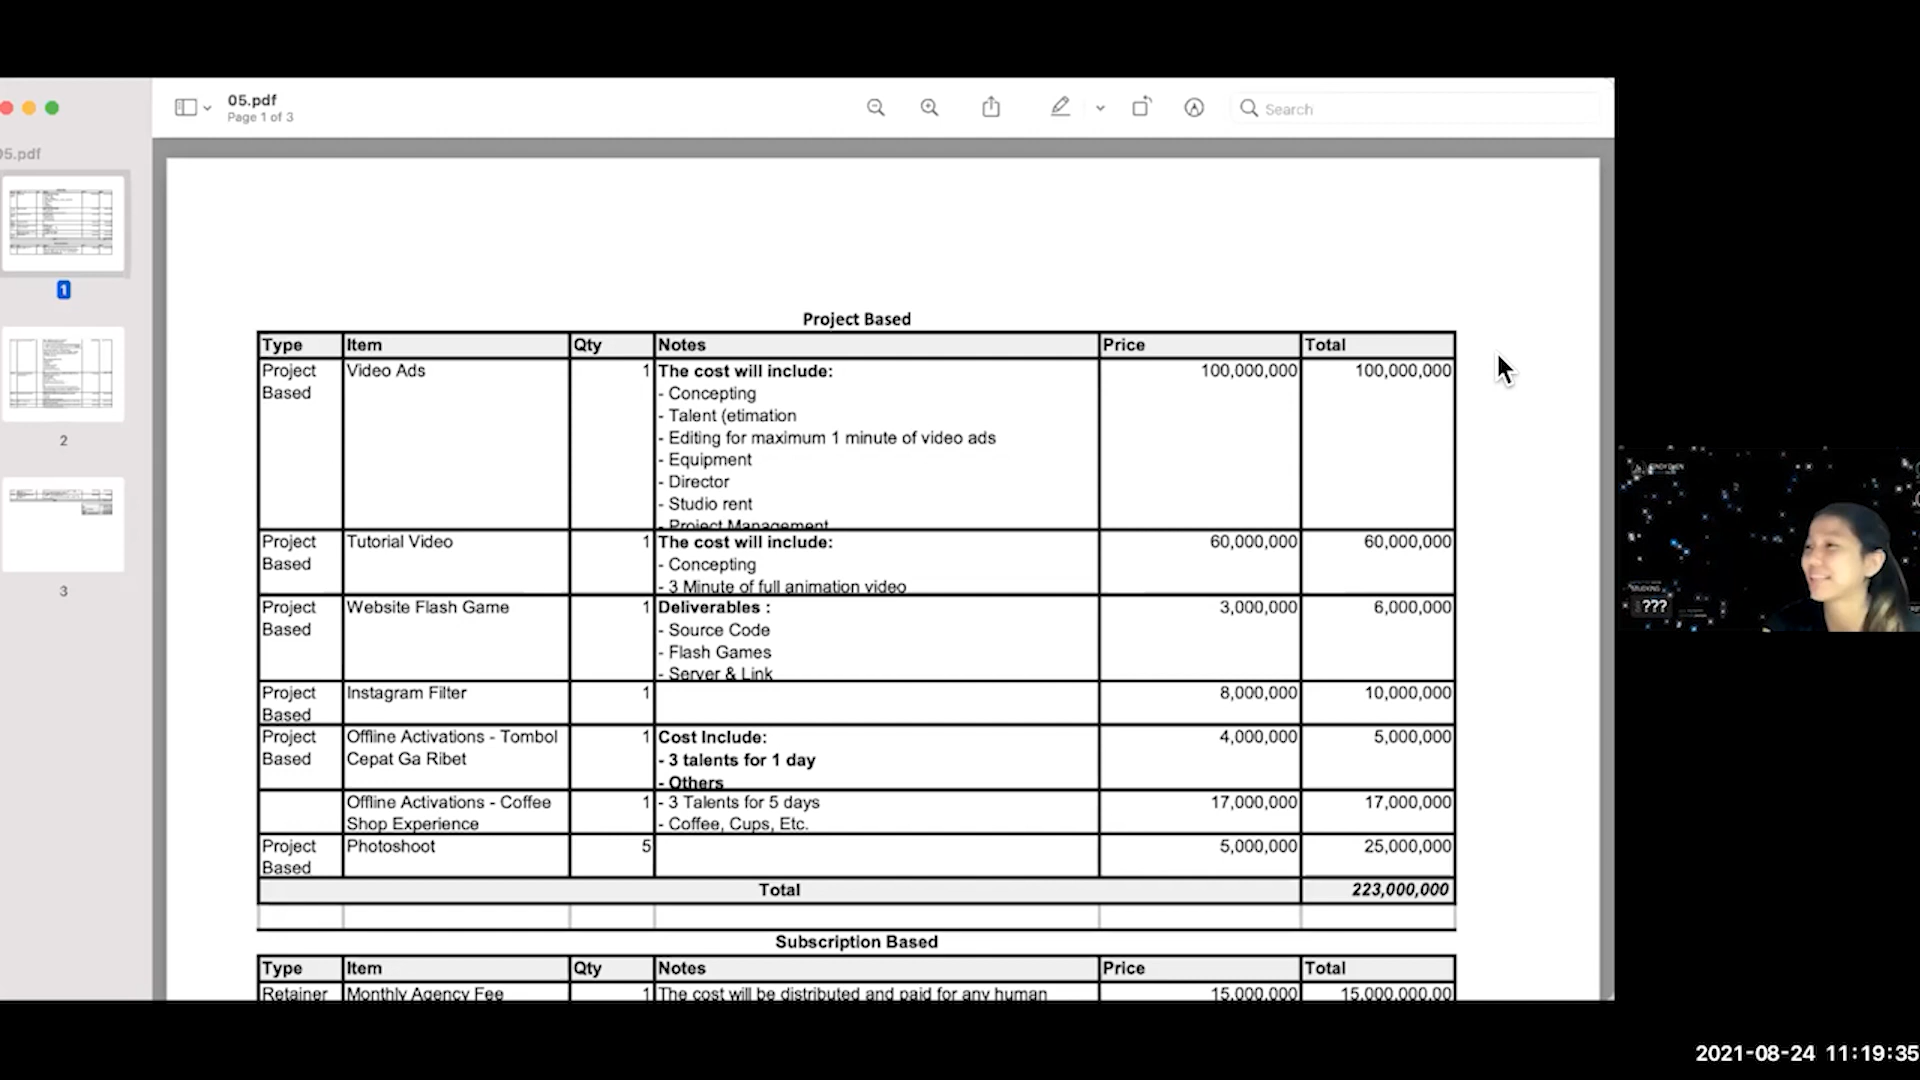 05.pdf
Page 1 of 3
Search
05.pdf
1
2
3
Project Based
Type Item Qty Notes Price Total
Project Based Video Ads 1 The cost will include: 100,000,000 100,000,000
- Concepting
- Talent (etimation
- Editing for maximum 1 minute of video ads
- Equipment
- Director
- Studio rent
- Project Management
Project Based Tutorial Video 1 The cost will include: 60,000,000 60,000,000
- Concepting
- 3 Minute of full animation video
Project Based Website Flash Game 1 Deliverables : 3,000,000 6,000,000
- Source Code
- Flash Games
- Server & Link
Project Based Instagram Filter 1 8,000,000 10,000,000
Project Based Offline Activations - Tombol Cepat Ga Ribet 1 Cost Include: 4,000,000 5,000,000
- 3 talents for 1 day
- Others
Offline Activations - Coffee Shop Experience 1 - 3 Talents for 5 days 17,000,000 17,000,000
- Coffee, Cups, Etc.
Project Based Photoshoot 5 5,000,000 25,000,000
Total 223,000,000
Subscription Based
Type Item Qty Notes Price Total
Retainer Monthly Agency Fee 1 The cost will be distributed and paid for any human 15,000,000 15,000,000.00
???
2021-08-24 11:19:35